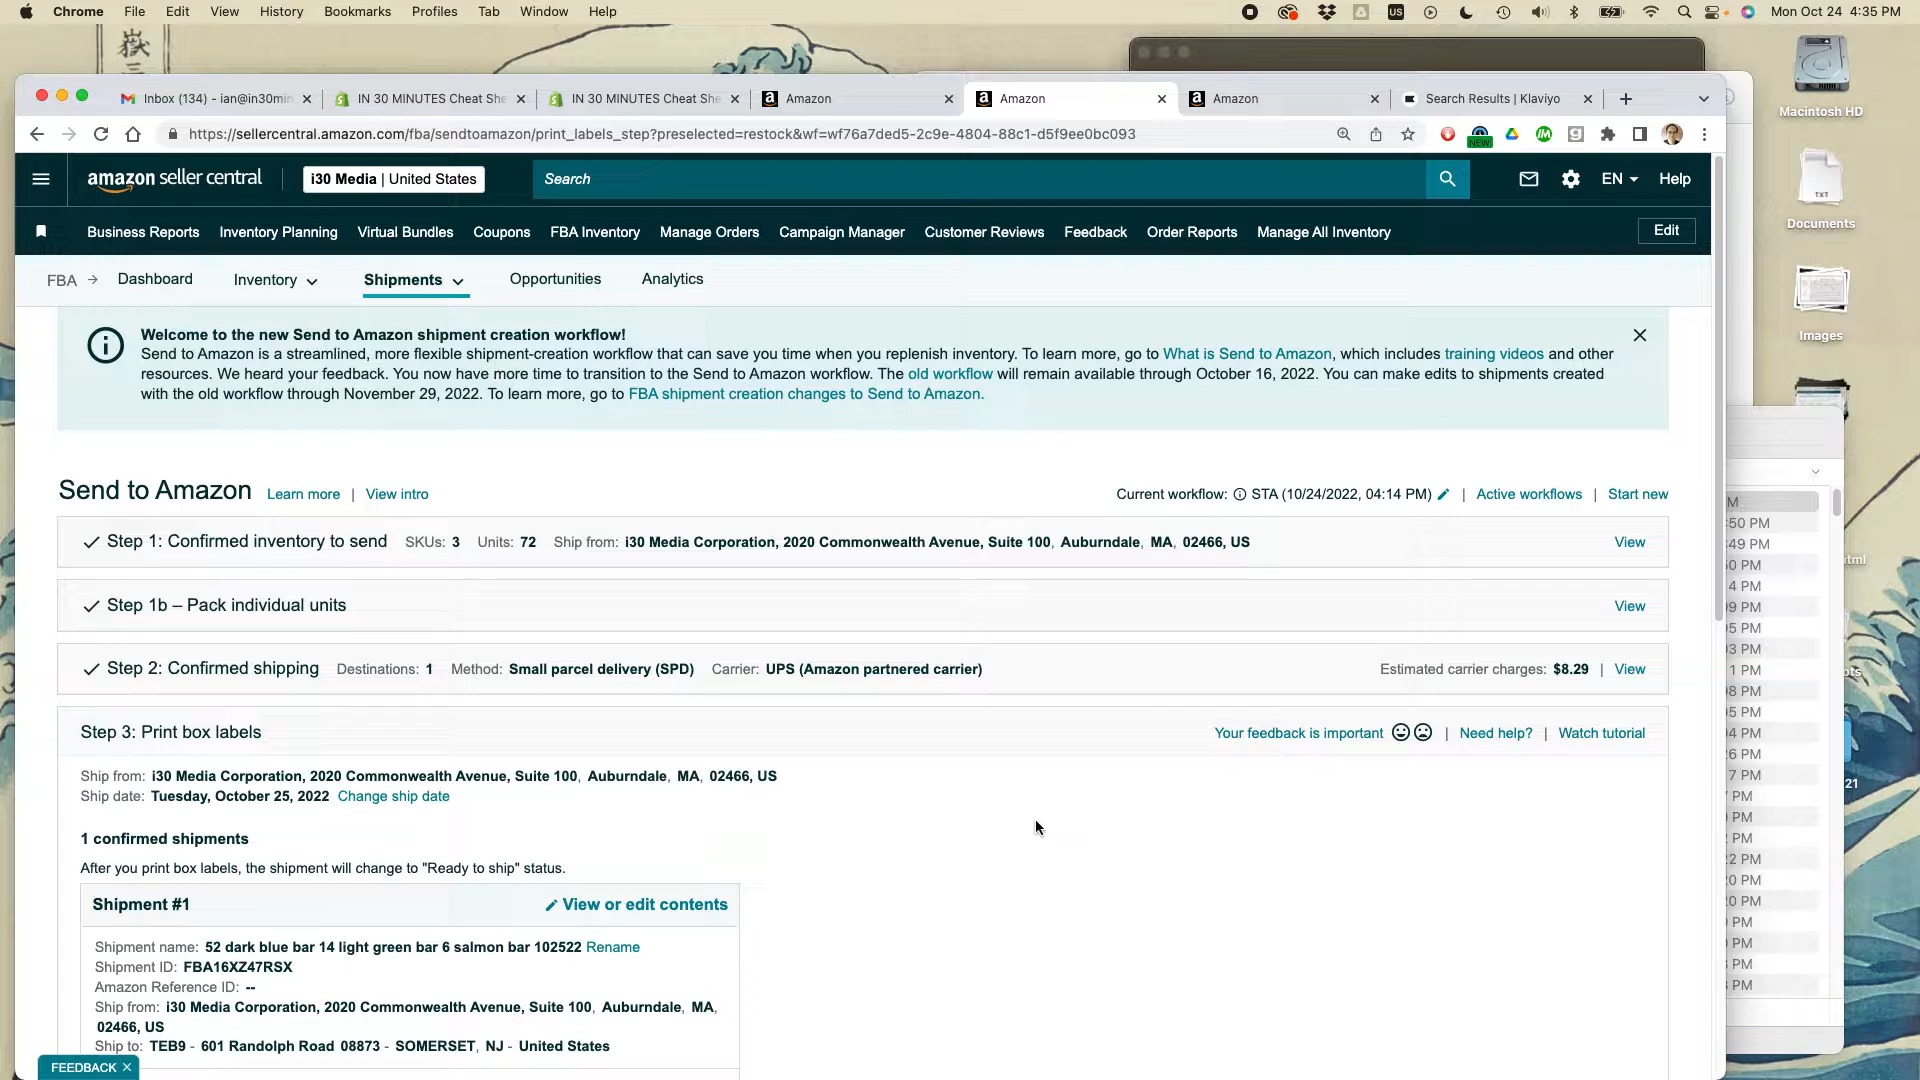 Chrome File Edit View History Bookmarks Profiles Tab Window Help
US Mon Oct 24 4:35 PM
嶽
Macintosh HD
Inbox (134) - ian@in30min
IN 30 MINUTES Cheat She
IN 30 MINUTES Cheat She
Amazon
Amazon
Amazon
Search Results | Klaviyo
https://sellercentral.amazon.com/fba/sendtoamazon/print_labels_step?preselected=restock&wf=wf76a7ded5-2c9e-4804-88c1-d5f9ee0bc093
NEW
amazon seller central i30 Media | United States Search EN Help
TXT
Documents
Business Reports Inventory Planning Virtual Bundles Coupons FBA Inventory Manage Orders Campaign Manager Customer Reviews Feedback Order Reports Manage All Inventory Edit
FBA → Dashboard Inventory Shipments Opportunities Analytics
Images
Welcome to the new Send to Amazon shipment creation workflow!
Send to Amazon is a streamlined, more flexible shipment-creation workflow that can save you time when you replenish inventory. To learn more, go to What is Send to Amazon, which includes training videos and other
resources. We heard your feedback. You now have more time to transition to the Send to Amazon workflow. The old workflow will remain available through October 16, 2022. You can make edits to shipments created
with the old workflow through November 29, 2022. To learn more, go to FBA shipment creation changes to Send to Amazon.
Send to Amazon Learn more | View intro Current workflow: STA (10/24/2022, 04:14 PM) | Active workflows | Start new
Step 1: Confirmed inventory to send SKUs: 3 Units: 72 Ship from: i30 Media Corporation, 2020 Commonwealth Avenue, Suite 100, Auburndale, MA, 02466, US View
Step 1b – Pack individual units View
Step 2: Confirmed shipping Destinations: 1 Method: Small parcel delivery (SPD) Carrier: UPS (Amazon partnered carrier) Estimated carrier charges: $8.29 | View
Step 3: Print box labels Your feedback is important | Need help? | Watch tutorial
Ship from: i30 Media Corporation, 2020 Commonwealth Avenue, Suite 100, Auburndale, MA, 02466, US
Ship date: Tuesday, October 25, 2022 Change ship date
1 confirmed shipments
After you print box labels, the shipment will change to "Ready to ship" status.
Shipment #1 View or edit contents
Shipment name: 52 dark blue bar 14 light green bar 6 salmon bar 102522 Rename
Shipment ID: FBA16XZ47RSX
Amazon Reference ID: --
Ship from: i30 Media Corporation, 2020 Commonwealth Avenue, Suite 100, Auburndale, MA,
02466, US
Ship to: TEB9 - 601 Randolph Road 08873 - SOMERSET, NJ - United States
FEEDBACK ×